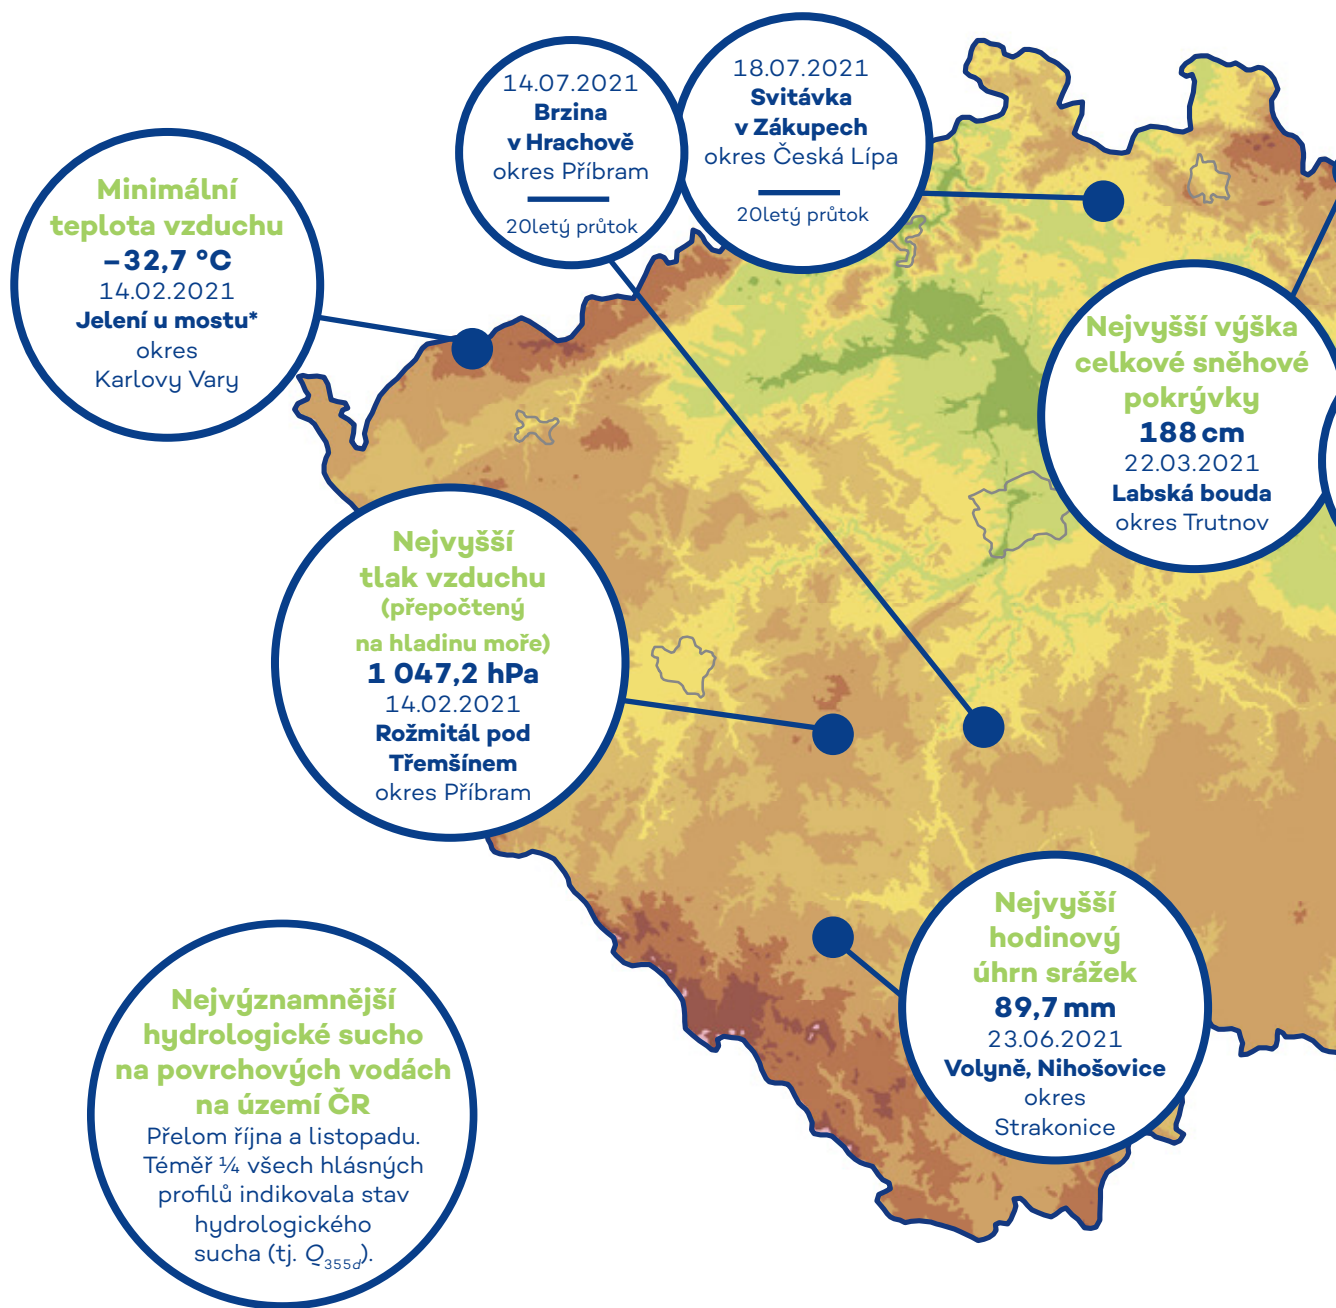 14.07.2021
Brzina
v Hrachově
okres Příbram
20letý průtok
18.07.2021
Svitávka
v Zákupech
okres Česká Lípa
20letý průtok
Minimální
teplota vzduchu
–32,7 °C
14.02.2021
Jelení u mostu*
okres
Karlovy Vary
Nejvyšší výška
celkové sněhové
pokrývky
188 cm
22.03.2021
Labská bouda
okres Trutnov
Nejvyšší
tlak vzduchu
(přepočtený
na hladinu moře)
1 047,2 hPa
14.02.2021
Rožmitál pod
Třemšínem
okres Příbram
Nejvyšší
hodinový
úhrn srážek
89,7 mm
23.06.2021
Volyně, Nihošovice
okres
Strakonice
Nejvýznamnější
hydrologické sucho
na povrchových vodách
na území ČR
Přelom října a listopadu.
Téměř ¼ všech hlásných
profilů indikovala stav
hydrologického
sucha (tj. Q355d).